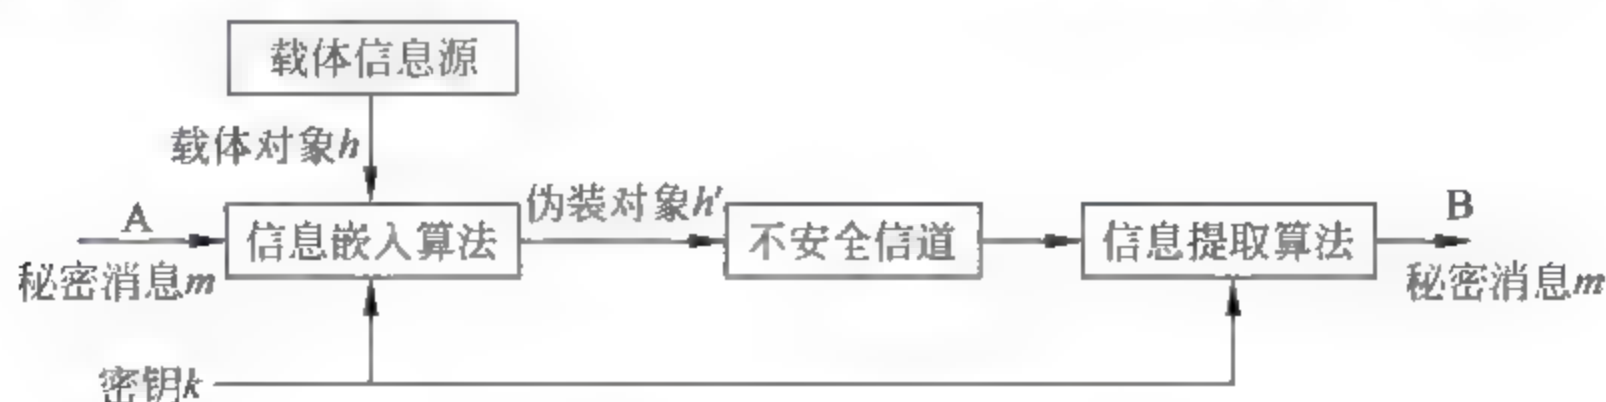 载体信息源
载体对象h
A
信息嵌入算法
伪装对象h'
不安全信道
信息提取算法
B
秘密消息m
秘密消息m
密钥k